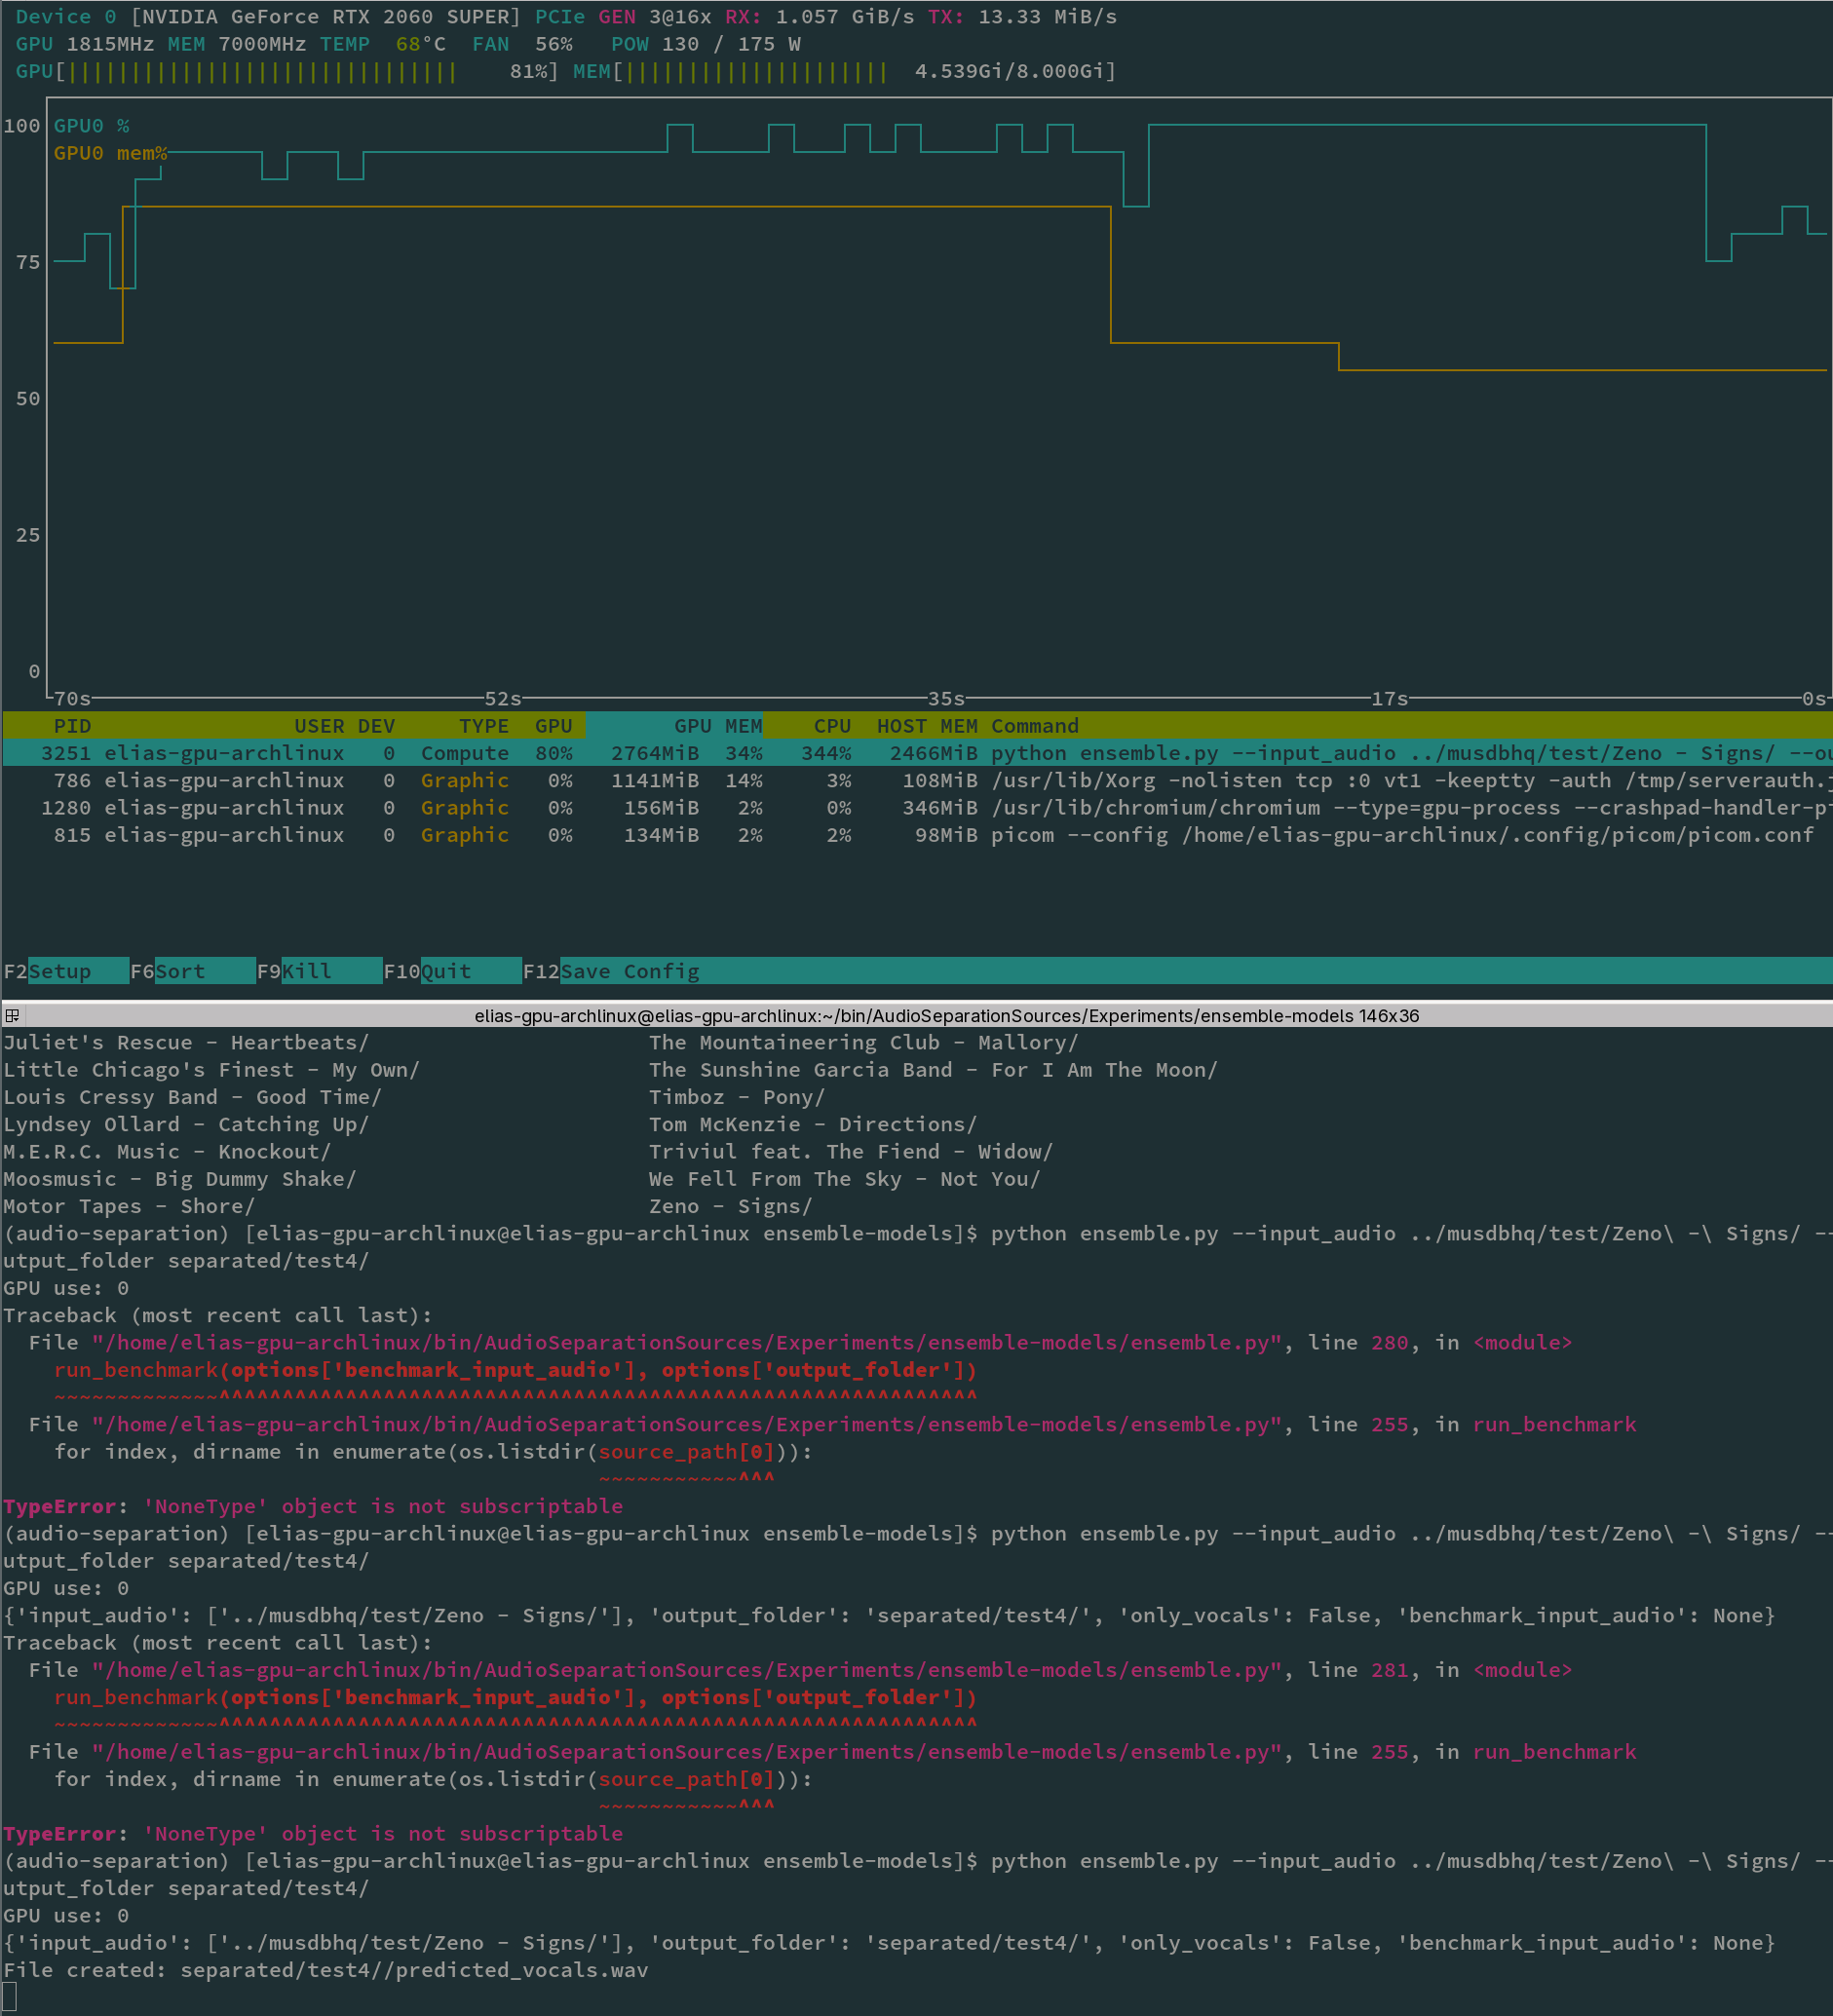 Device 0 [NVIDIA GeForce RTX 2060 SUPER] PCIe GEN 3@16x RX: 1.057 GiB/s TX: 13.33 MiB/s
GPU 1815MHz MEM 7000MHz TEMP  68°C  FAN  56%   POW 130 / 175 W
GPU[|||||||||||||||||||||||||||||||    81%] MEM[|||||||||||||||||||||  4.539Gi/8.000Gi]
100 GPU0 %
GPU0 mem%
75
50
25
0
70s 52s 35s 17s 0s
PID USER DEV TYPE GPU GPU MEM CPU HOST MEM Command
3251 elias-gpu-archlinux 0 Compute 80% 2764MiB 34% 344% 2466MiB python ensemble.py --input_audio ../musdbhq/test/Zeno - Signs/ --ou
786 elias-gpu-archlinux 0 Graphic 0% 1141MiB 14% 3% 108MiB /usr/lib/Xorg -nolisten tcp :0 vt1 -keeptty -auth /tmp/serverauth.
1280 elias-gpu-archlinux 0 Graphic 0% 156MiB 2% 0% 346MiB /usr/lib/chromium/chromium --type=gpu-process --crashpad-handler-p
815 elias-gpu-archlinux 0 Graphic 0% 134MiB 2% 2% 98MiB picom --config /home/elias-gpu-archlinux/.config/picom/picom.conf
F2Setup F6Sort F9Kill F10Quit F12Save Config
elias-gpu-archlinux@elias-gpu-archlinux:~/bin/AudioSeparationSources/Experiments/ensemble-models 146x36
Juliet's Rescue - Heartbeats/ The Mountaineering Club - Mallory/
Little Chicago's Finest - My Own/ The Sunshine Garcia Band - For I Am The Moon/
Louis Cressy Band - Good Time/ Timboz - Pony/
Lyndsey Ollard - Catching Up/ Tom McKenzie - Directions/
M.E.R.C. Music - Knockout/ Triviul feat. The Fiend - Widow/
Moosmusic - Big Dummy Shake/ We Fell From The Sky - Not You/
Motor Tapes - Shore/ Zeno - Signs/
(audio-separation) [elias-gpu-archlinux@elias-gpu-archlinux ensemble-models]$ python ensemble.py --input_audio ../musdbhq/test/Zeno\ -\ Signs/ --
utput_folder separated/test4/
GPU use: 0
Traceback (most recent call last):
  File "/home/elias-gpu-archlinux/bin/AudioSeparationSources/Experiments/ensemble-models/ensemble.py", line 280, in <module>
    run_benchmark(options['benchmark_input_audio'], options['output_folder'])
    ~~~~~~~~~~~~~^^^^^^^^^^^^^^^^^^^^^^^^^^^^^^^^^^^^^^^^^^^^^^^^^^^^^^^^^^^^
  File "/home/elias-gpu-archlinux/bin/AudioSeparationSources/Experiments/ensemble-models/ensemble.py", line 255, in run_benchmark
    for index, dirname in enumerate(os.listdir(source_path[0])):
                                               ~~~~~~~~~~~^^^
TypeError: 'NoneType' object is not subscriptable
(audio-separation) [elias-gpu-archlinux@elias-gpu-archlinux ensemble-models]$ python ensemble.py --input_audio ../musdbhq/test/Zeno\ -\ Signs/ --
utput_folder separated/test4/
GPU use: 0
{'input_audio': ['../musdbhq/test/Zeno - Signs/'], 'output_folder': 'separated/test4/', 'only_vocals': False, 'benchmark_input_audio': None}
Traceback (most recent call last):
  File "/home/elias-gpu-archlinux/bin/AudioSeparationSources/Experiments/ensemble-models/ensemble.py", line 281, in <module>
    run_benchmark(options['benchmark_input_audio'], options['output_folder'])
    ~~~~~~~~~~~~~^^^^^^^^^^^^^^^^^^^^^^^^^^^^^^^^^^^^^^^^^^^^^^^^^^^^^^^^^^^^
  File "/home/elias-gpu-archlinux/bin/AudioSeparationSources/Experiments/ensemble-models/ensemble.py", line 255, in run_benchmark
    for index, dirname in enumerate(os.listdir(source_path[0])):
                                               ~~~~~~~~~~~^^^
TypeError: 'NoneType' object is not subscriptable
(audio-separation) [elias-gpu-archlinux@elias-gpu-archlinux ensemble-models]$ python ensemble.py --input_audio ../musdbhq/test/Zeno\ -\ Signs/ --
utput_folder separated/test4/
GPU use: 0
{'input_audio': ['../musdbhq/test/Zeno - Signs/'], 'output_folder': 'separated/test4/', 'only_vocals': False, 'benchmark_input_audio': None}
File created: separated/test4//predicted_vocals.wav